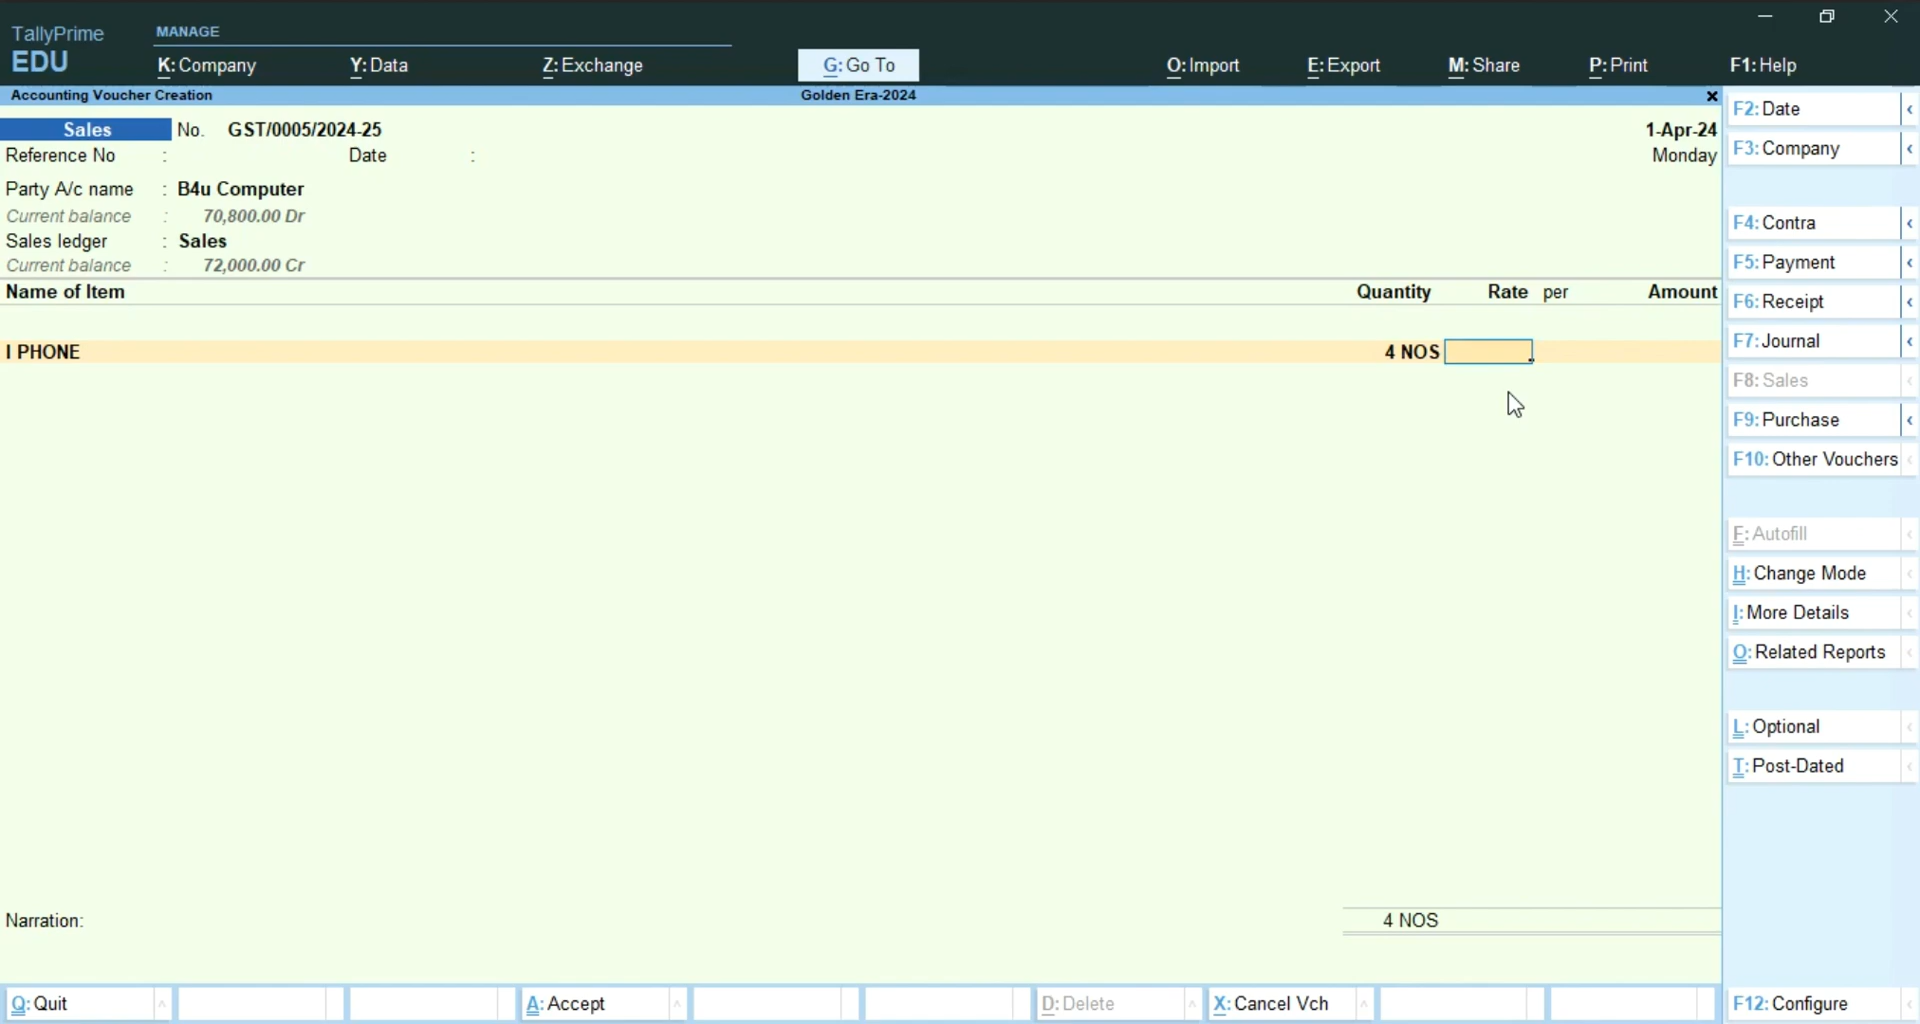 TallyPrime
EDU
MANAGE
K: Company
Y: Data
Z: Exchange
G: Go To
O: Import
E: Export
M: Share
P: Print
F1: Help
Accounting Voucher Creation
Golden Era-2024
Sales No. GST/0005/2024-25
1-Apr-24
Reference No : Date :
Monday
Party A/c name : B4u Computer
Current balance : 70,800.00 Dr
Sales ledger : Sales
Current balance : 72,000.00 Cr
Name of Item Quantity Rate per Amount
I PHONE 4 NOS
Narration: 4 NOS
F2: Date
F3: Company
F4: Contra
F5: Payment
F6: Receipt
F7: Journal
F8: Sales
F9: Purchase
F10: Other Vouchers
F: Autofill
H: Change Mode
I: More Details
O: Related Reports
L: Optional
T: Post-Dated
Q: Quit
A: Accept
D: Delete
X: Cancel Vch
F12: Configure